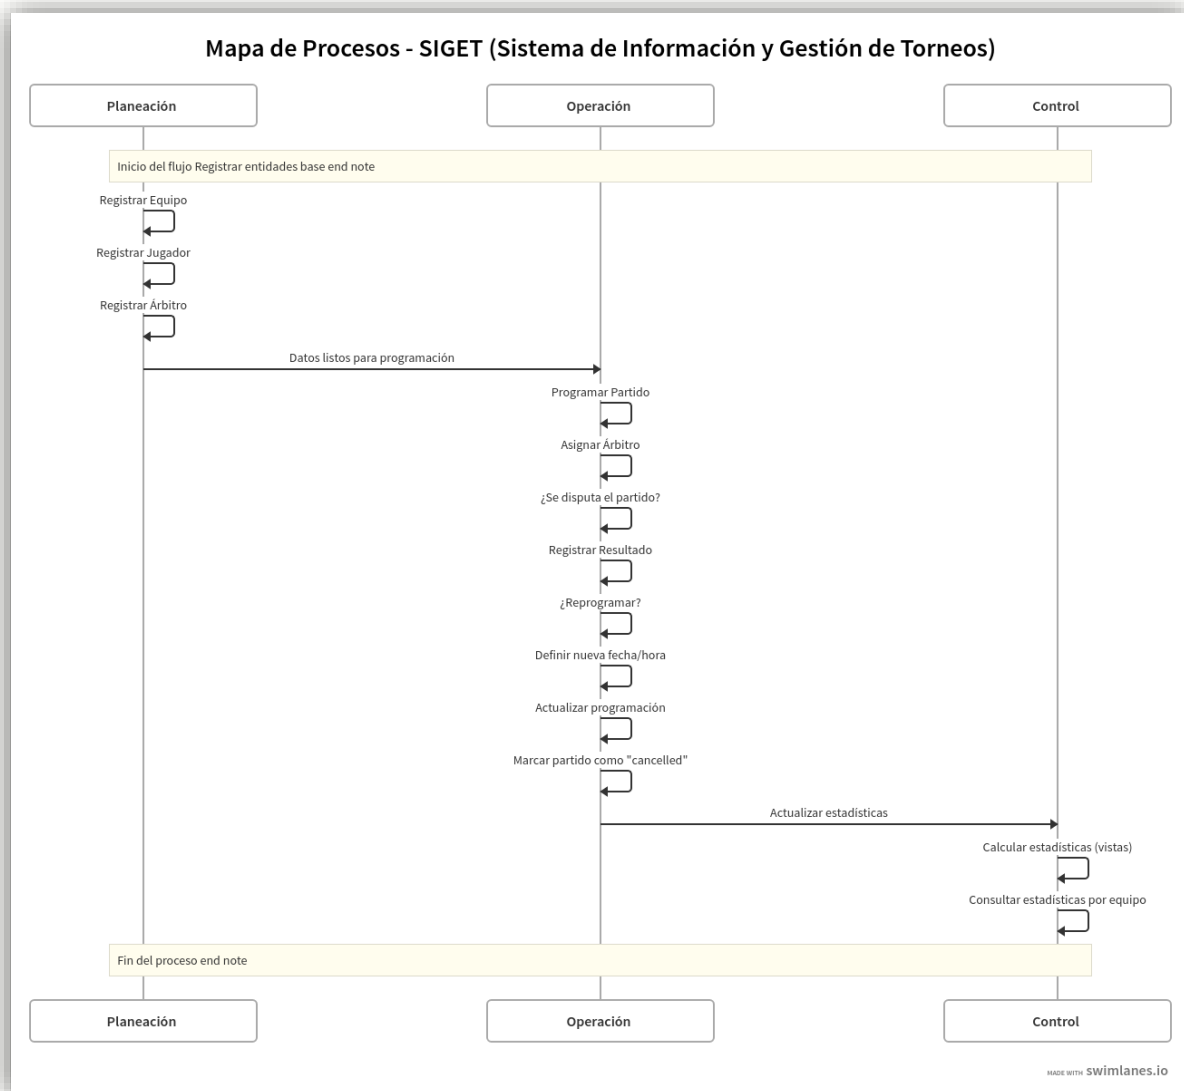 Mapa de Procesos - SIGET (Sistema de Información y Gestión de Torneos)
Planeación
Operación
Control
Inicio del flujo Registrar entidades base end note
Registrar Equipo
Registrar Jugador
Registrar Árbitro
Datos listos para programación
Programar Partido
Asignar Árbitro
¿Se disputa el partido?
Registrar Resultado
¿Reprogramar?
Definir nueva fecha/hora
Actualizar programación
Marcar partido como "cancelled"
Actualizar estadísticas
Calcular estadísticas (vistas)
Consultar estadísticas por equipo
Fin del proceso end note
Planeación
Operación
Control
MADE WITH swimlanes.io